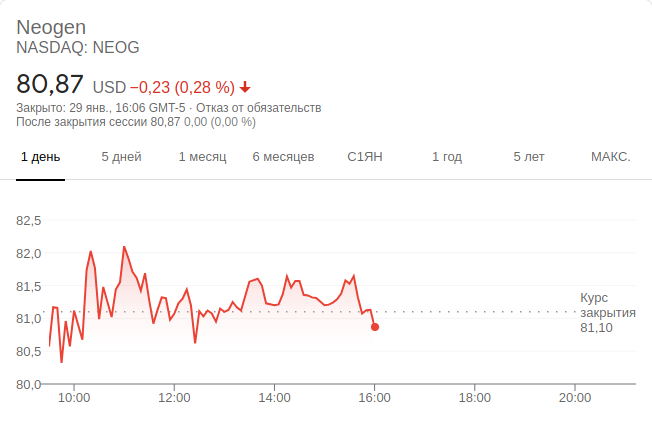 Neogen
NASDAQ: NEOG
80,87 USD −0,23 (0,28 %)
Закрыто: 29 янв., 16:06 GMT-5 · Отказ от обязательств
После закрытия сессии 80,87 0,00 (0,00 %)
1 день 5 дней 1 месяц 6 месяцев С1ЯН 1 год 5 лет МАКС.
82,5
82,0
81,5
81,0
80,5
80,0
Курс
закрытия
81,10
10:00 12:00 14:00 16:00 18:00 20:00